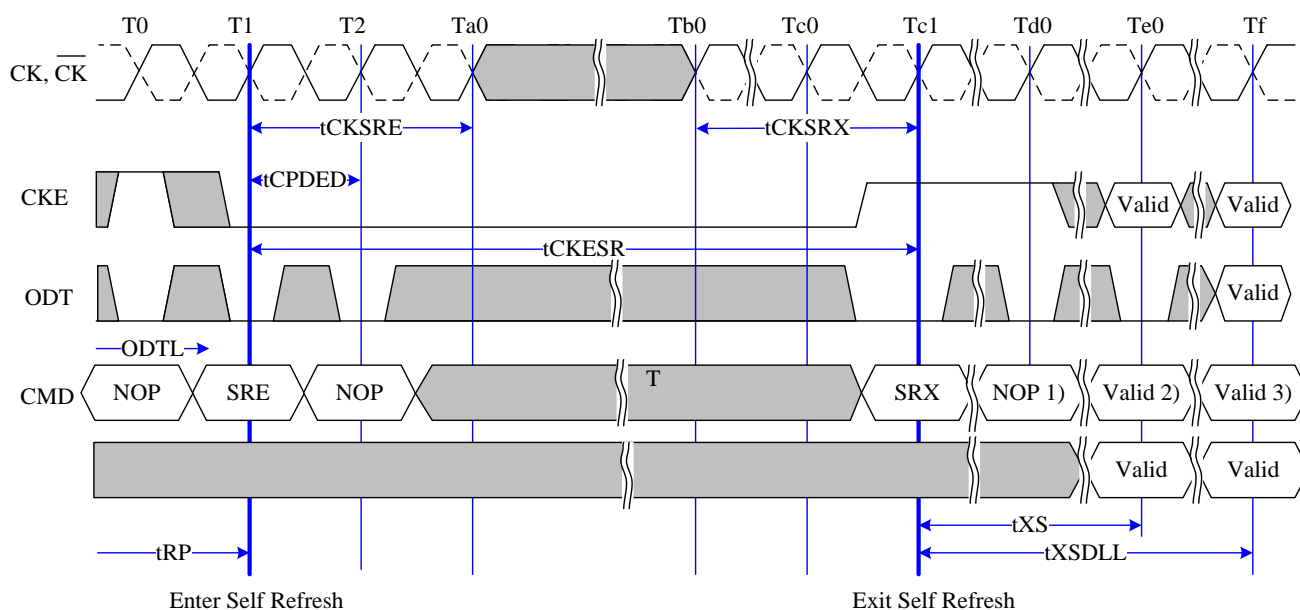 T0 T1 T2 Ta0 Tb0 Tc0 Tc1 Td0 Te0 Tf
CK, CK
tCKSRE tCKSRX
tCPDED
CKE Valid Valid
tCKESR
ODT Valid
ODTL
T
CMD NOP SRE NOP SRX NOP 1) Valid 2) Valid 3)
Valid Valid
tXS
tRP tXSDLL
Enter Self Refresh Exit Self Refresh